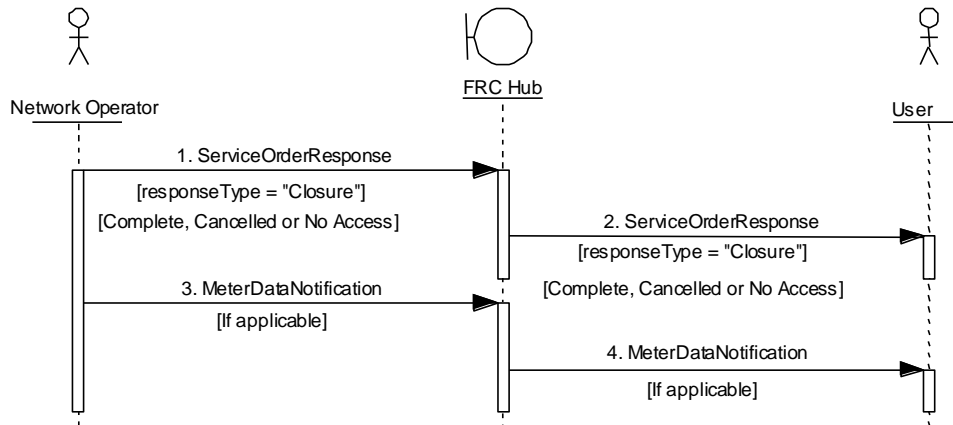 FRC Hub
Network Operator
User
1. ServiceOrderResponse
[responseType = "Closure"]
[Complete, Cancelled or No Access]
2. ServiceOrderResponse
[responseType = "Closure"]
[Complete, Cancelled or No Access]
3. MeterDataNotification
[If applicable]
4. MeterDataNotification
[If applicable]